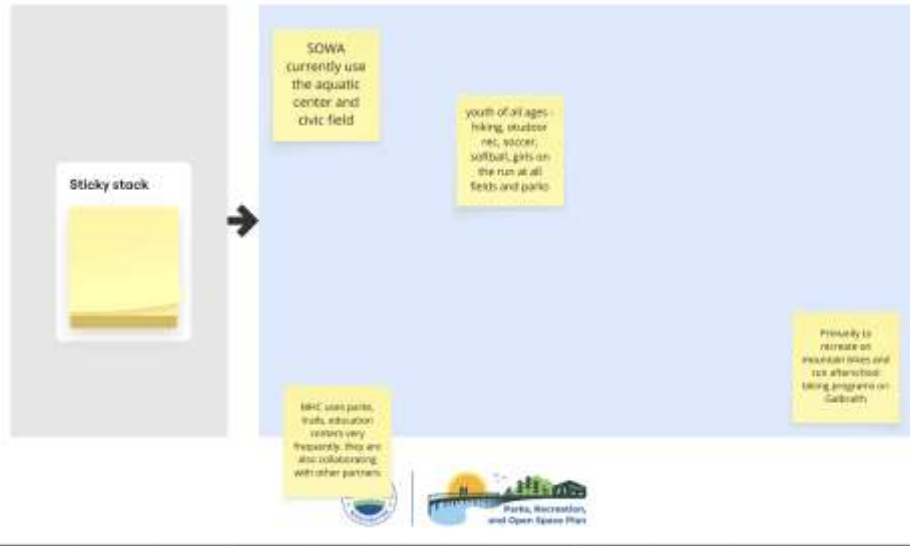 SOWA
currently use
the aquatic
center and
civic field
youth of all ages -
hiking, otudoor
rec, soccer,
softball, girls on
the run at all
fields and parks
Sticky stack
Primarily to
recreate on
mountain bikes and
run afterschool
biking programs on
Galbraith
uses parks,
trails, education
centers very
frequently. they are
also collaborating
with other partners
Parks, Recreation,
and Open Space Plan